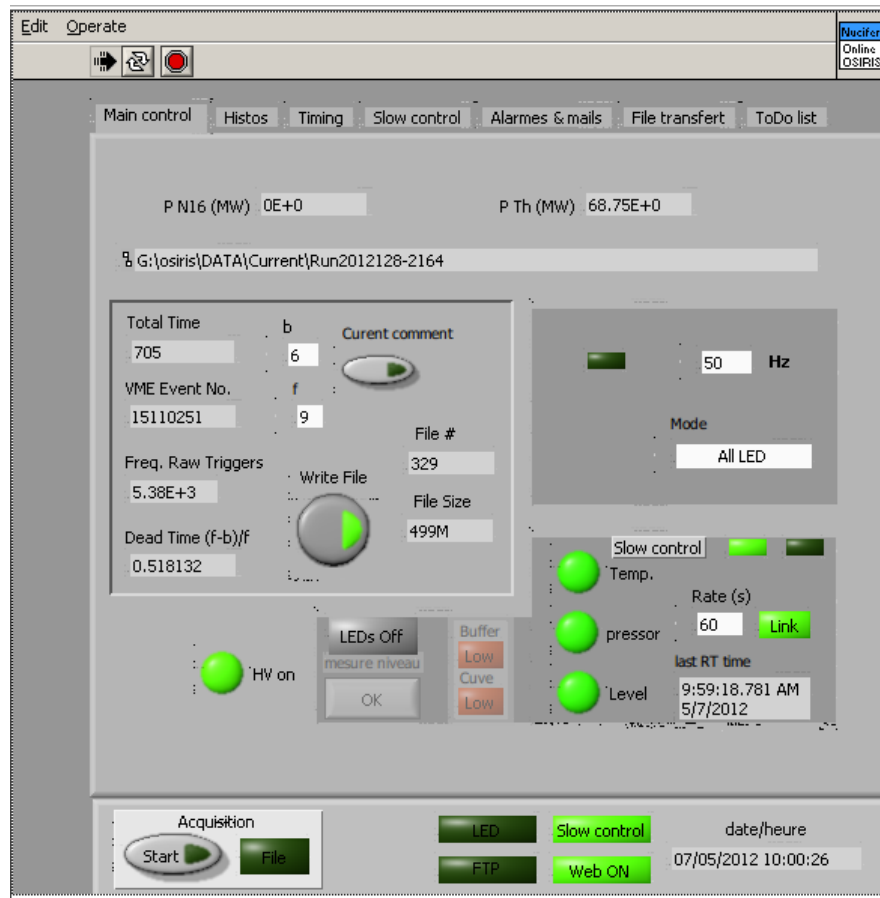 Edit Operate
Nucifer
Online
OSIRIS
Main control Histos Timing Slow control Alarmes & mails File transfert ToDo list
P N16 (MW) 0E+0 P Th (MW) 68.75E+0
G:\osiris\DATA\Current\Run2012128-2164
Total Time b Curent comment
705 6
50 Hz
VME Event No. f
15110251 9
Mode
All LED
File #
Freq. Raw Triggers Write File 329
5.38E+3
File Size
Dead Time (f-b)/f 499M
0.518132
Slow control
Temp.
Rate (s)
pressor 60 Link
last RT time
Level 9:59:18.781 AM
5/7/2012
HV on
LEDs Off Buffer
Low
mesure niveau Cuve
OK Low
Acquisition
Start File
LED Slow control date/heure
FTP Web ON 07/05/2012 10:00:26